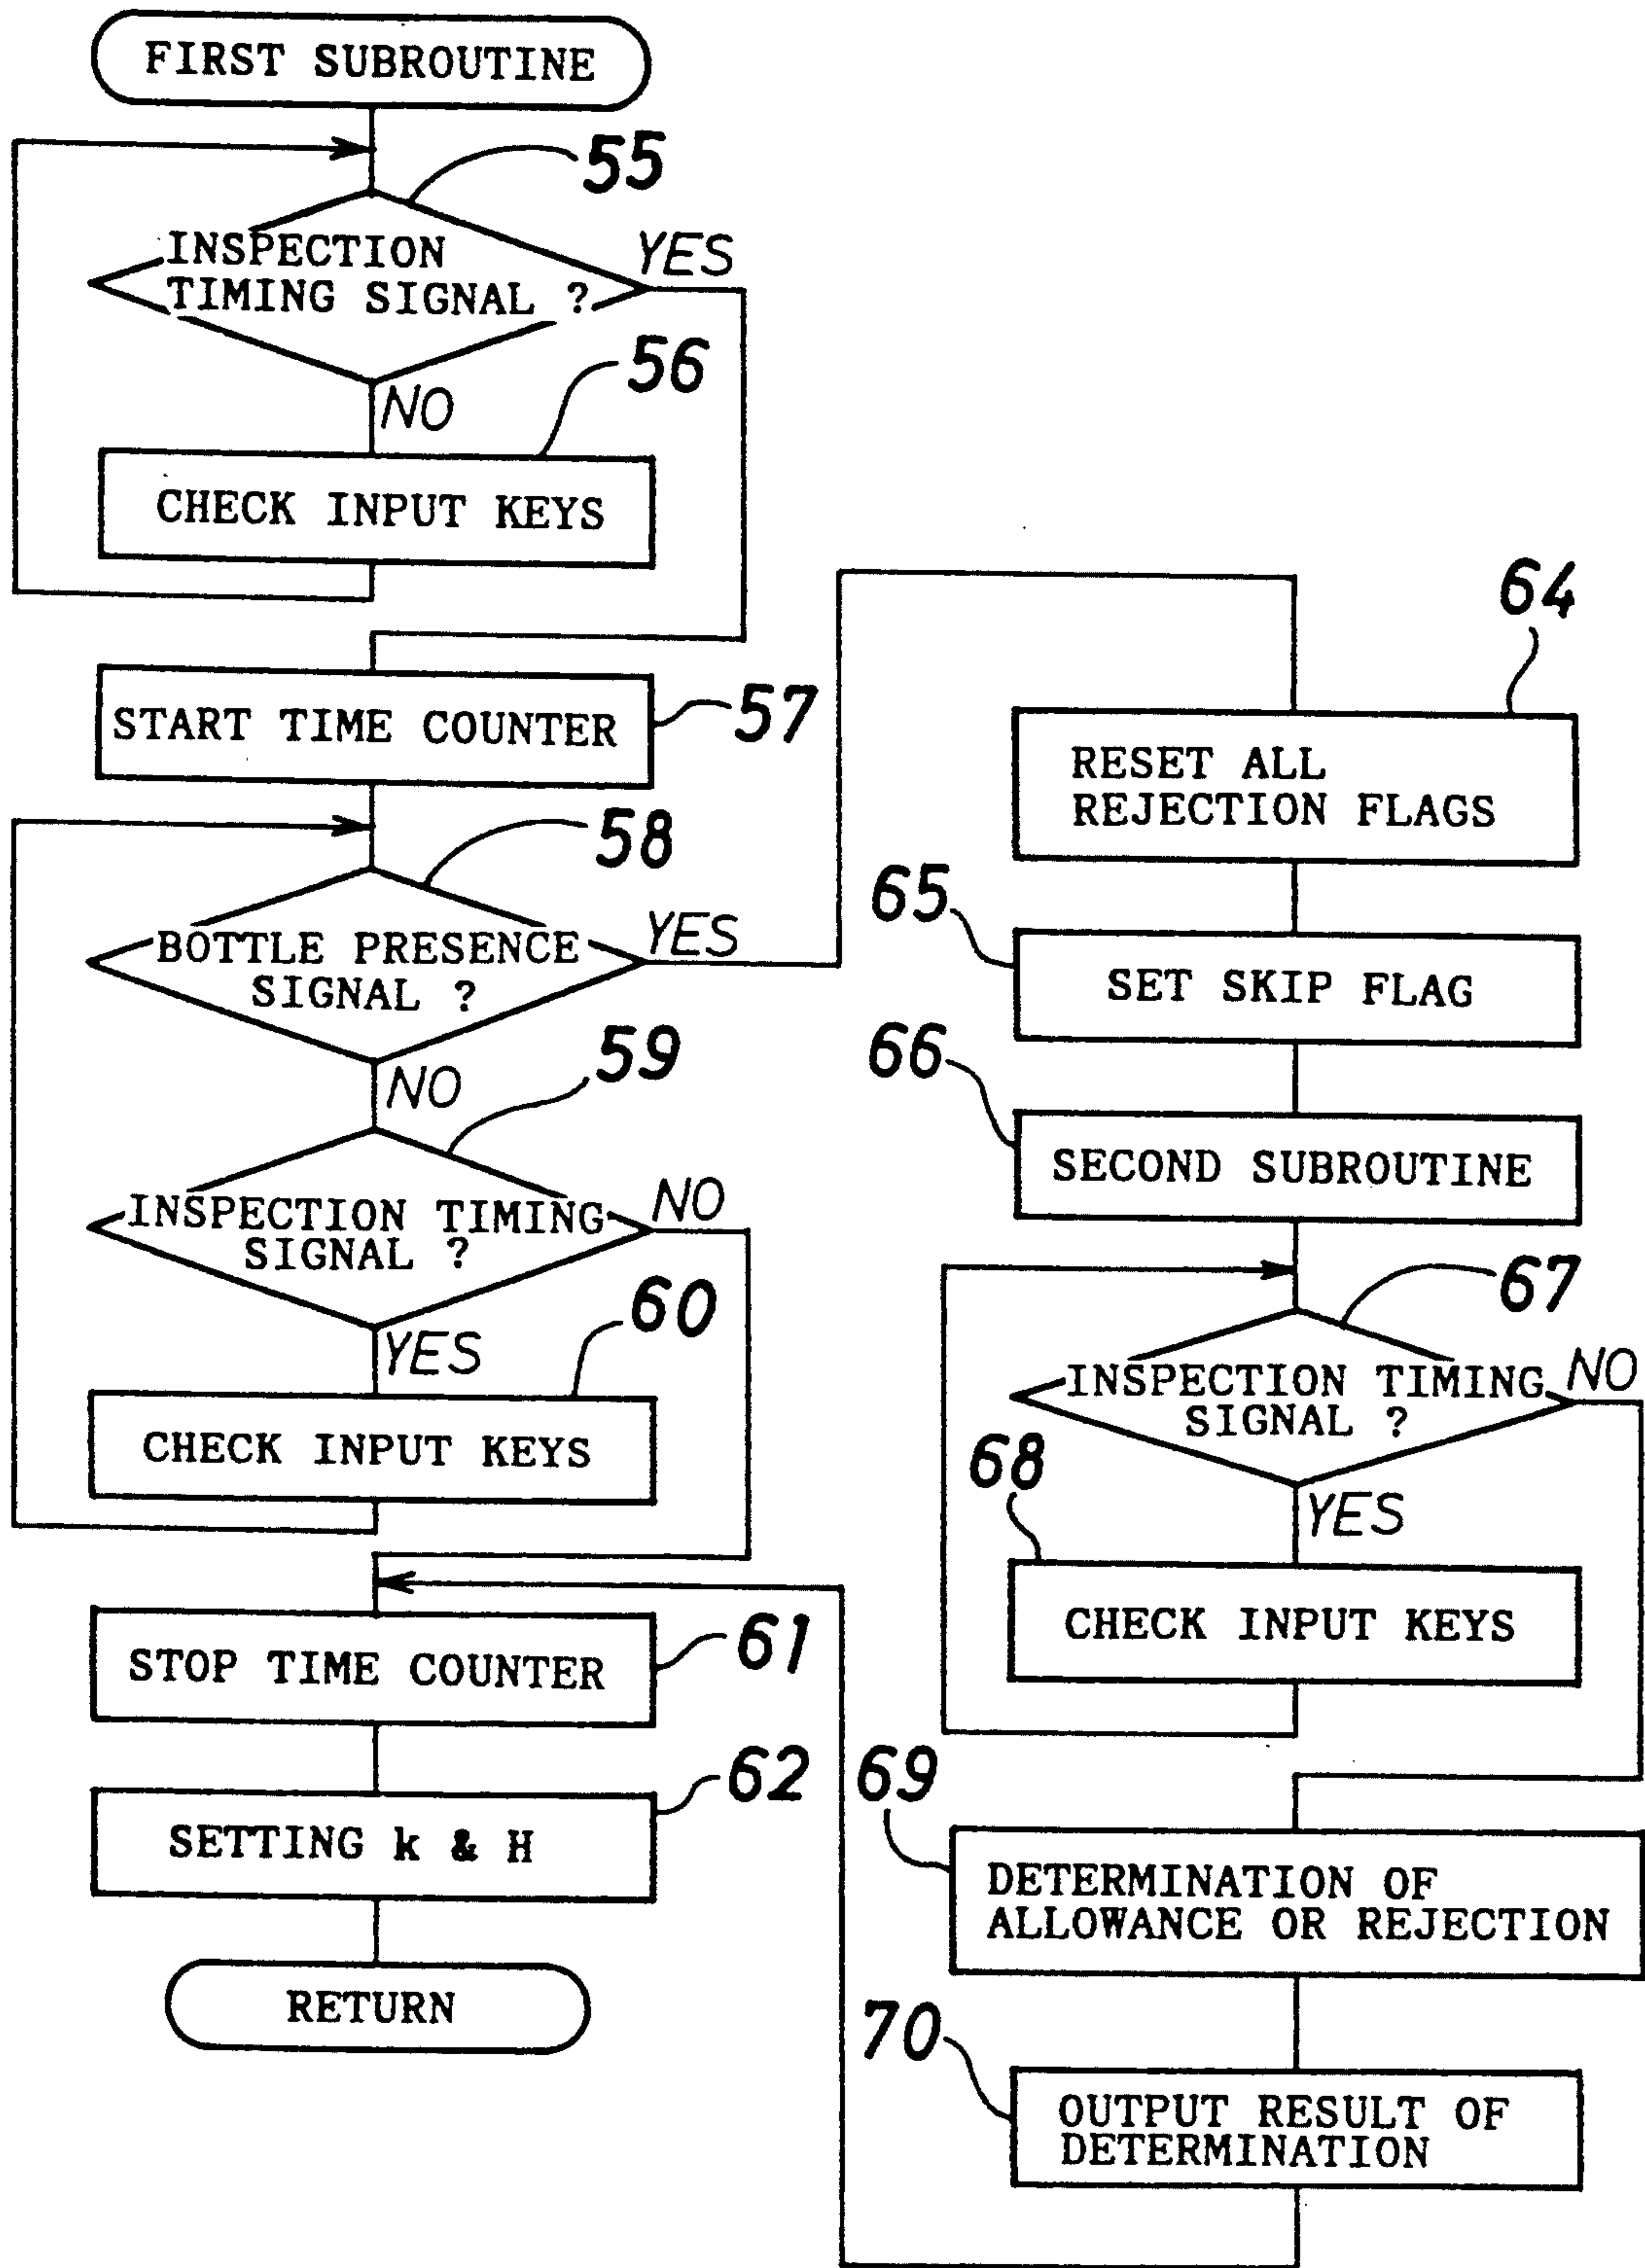 FIRST SUBROUTINE
55
INSPECTION
TIMING SIGNAL ?
YES
NO
56
CHECK INPUT KEYS
START TIME COUNTER
57
58
BOTTLE PRESENCE
SIGNAL ?
YES
NO
59
INSPECTION TIMING
SIGNAL ?
NO
YES
60
CHECK INPUT KEYS
STOP TIME COUNTER
61
62
SETTING k & H
RETURN
64
RESET ALL
REJECTION FLAGS
65
SET SKIP FLAG
66
SECOND SUBROUTINE
67
INSPECTION TIMING
SIGNAL ?
NO
YES
68
CHECK INPUT KEYS
69
DETERMINATION OF
ALLOWANCE OR REJECTION
70
OUTPUT RESULT OF
DETERMINATION